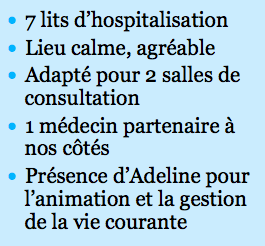 • 7 lits d’hospitalisation
• Lieu calme, agréable
• Adapté pour 2 salles de
consultation
• 1 médecin partenaire à
nos côtés
• Présence d’Adeline pour
l’animation et la gestion
de la vie courante